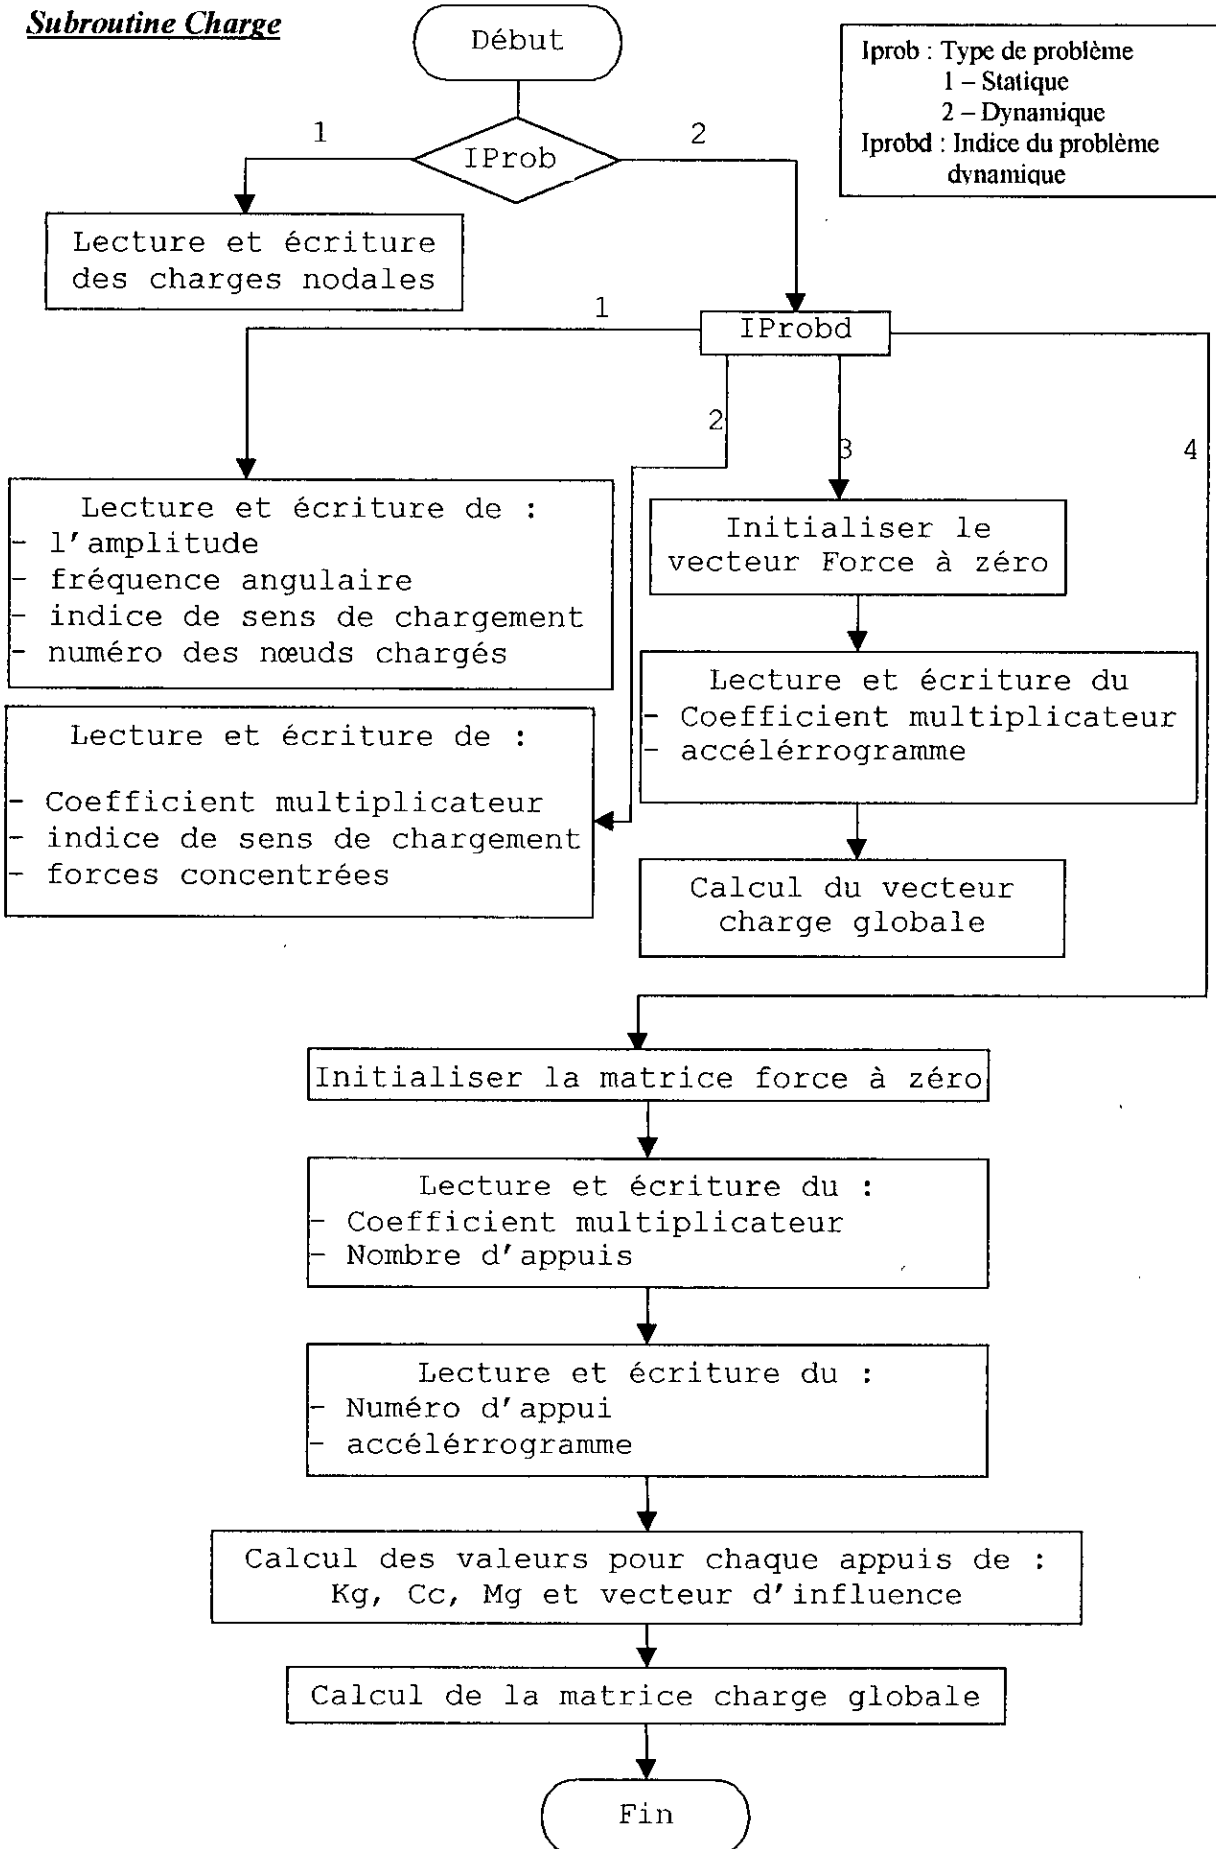 Subroutine Charge
Début
Iprob : Type de problème
1 – Statique
2 – Dynamique
Iprobd : Indice du problème
dynamique
1
IProb
2
Lecture et écriture
des charges nodales
1
IProbd
2
3
4
Lecture et écriture de :
- l'amplitude
- fréquence angulaire
- indice de sens de chargement
- numéro des nœuds chargés
Initialiser le
vecteur Force à zéro
Lecture et écriture du
- Coefficient multiplicateur
- accélérrogramme
Lecture et écriture de :
- Coefficient multiplicateur
- indice de sens de chargement
- forces concentrées
Calcul du vecteur
charge globale
Initialiser la matrice force à zéro
Lecture et écriture du :
- Coefficient multiplicateur
- Nombre d'appuis
Lecture et écriture du :
- Numéro d'appui
- accélérrogramme
Calcul des valeurs pour chaque appuis de :
Kg, Cc, Mg et vecteur d'influence
Calcul de la matrice charge globale
Fin